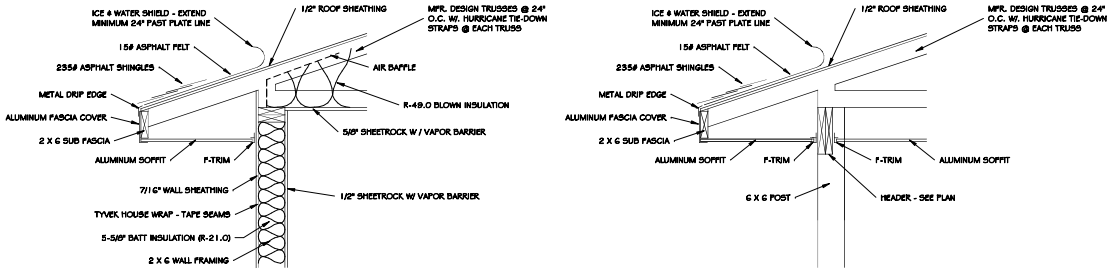 ICE & WATER SHIELD - EXTEND
MINIMUM 24" PAST PLATE LINE
15# ASPHALT FELT
235# ASPHALT SHINGLES
METAL DRIP EDGE
ALUMINUM FASCIA COVER
2 X 6 SUB FASCIA
ALUMINUM SOFFIT
F-TRIM
7/16" WALL SHEATHING
TYVEK HOUSE WRAP - TAPE SEAMS
5-5/8" BATT INSULATION (R-21.0)
2 X 6 WALL FRAMING
1/2" ROOF SHEATHING
MFR. DESIGN TRUSSES @ 24"
O.C. W/. HURRICANE TIE-DOWN
STRAPS @ EACH TRUSS
AIR BAFFLE
R-49.0 BLOWN INSULATION
5/8" SHEETROCK W/ VAPOR BARRIER
1/2" SHEETROCK W/ VAPOR BARRIER
ICE & WATER SHIELD - EXTEND
MINIMUM 24" PAST PLATE LINE
15# ASPHALT FELT
235# ASPHALT SHINGLES
METAL DRIP EDGE
ALUMINUM FASCIA COVER
2 X 6 SUB FASCIA
ALUMINUM SOFFIT
F-TRIM
6 X 6 POST
1/2" ROOF SHEATHING
MFR. DESIGN TRUSSES @ 24"
O.C. W/. HURRICANE TIE-DOWN
STRAPS @ EACH TRUSS
F-TRIM
ALUMINUM SOFFIT
HEADER - SEE PLAN